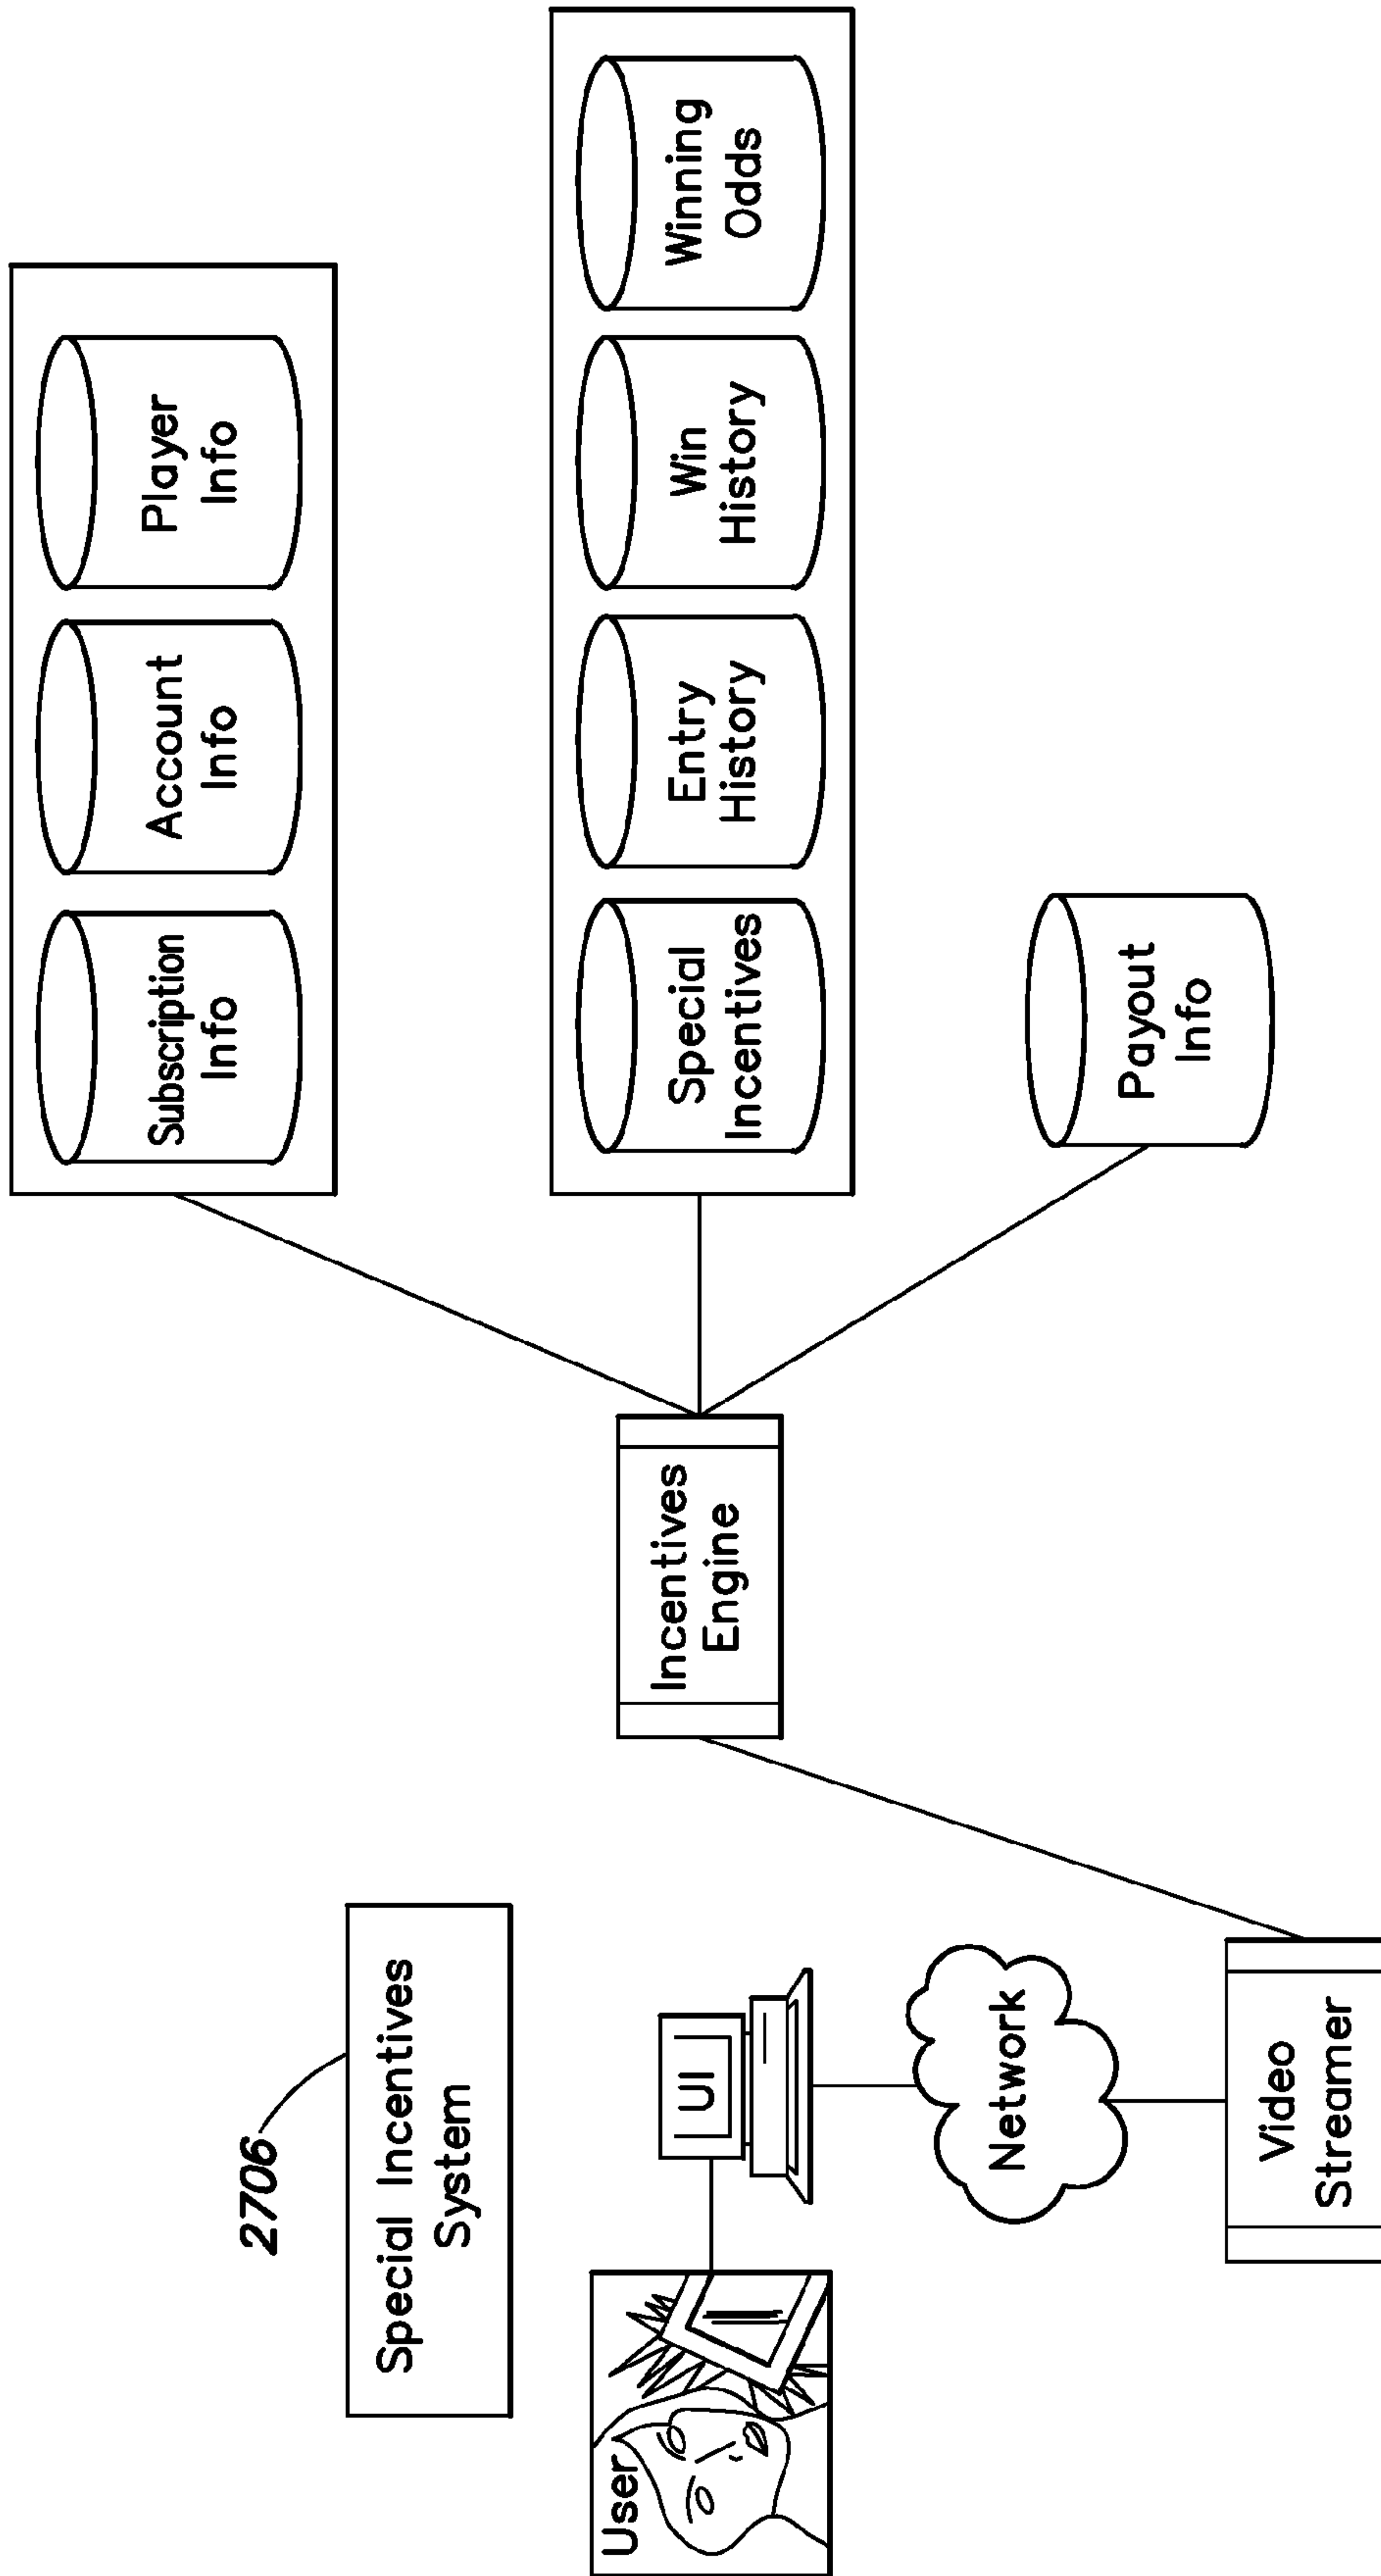 2706
Special Incentives
System
User
UI
Network
Video
Streamer
Incentives
Engine
Subscription
Info
Account
Info
Player
Info
Special
Incentives
Entry
History
Win
History
Winning
Odds
Payout
Info